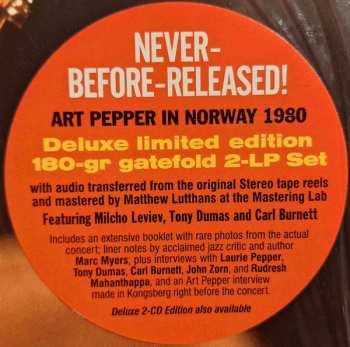 NEVER-
BEFORE-RELEASED!
ART PEPPER IN NORWAY 1980
Deluxe limited edition
180-gr gatefold 2-LP Set
with audio transferred from the original Stereo tape reels
and mastered by Matthew Lutthans at the Mastering Lab
Featuring Milcho Leviev, Tony Dumas and Carl Burnett
Includes an extensive booklet with rare photos from the actual
concert; liner notes by acclaimed jazz critic and author
Marc Myers; plus interviews with Laurie Pepper,
Tony Dumas, Carl Burnett, John Zorn, and Rudresh
Mahanthappa, and an Art Pepper interview
made in Kongsberg right before the concert.
Deluxe 2-CD Edition also available